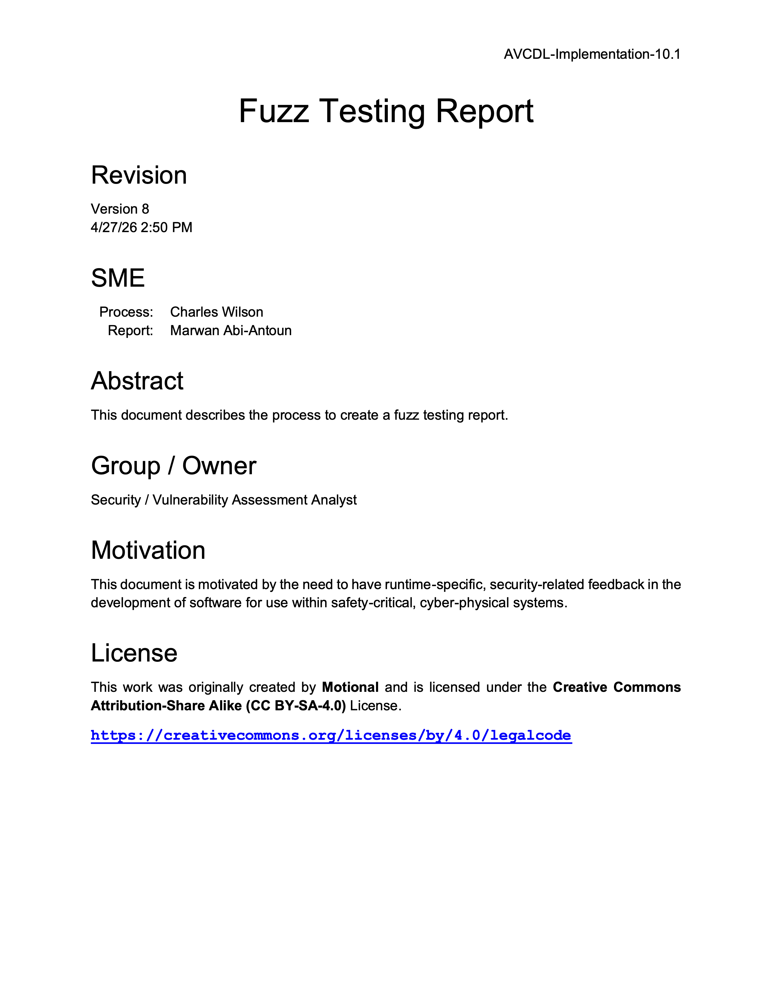 AVCDL-Implementation-10.1
Fuzz Testing Report
Revision
Version 8
4/27/26 2:50 PM
SME
Process: Charles Wilson
Report: Marwan Abi-Antoun
Abstract
This document describes the process to create a fuzz testing report.
Group / Owner
Security / Vulnerability Assessment Analyst
Motivation
This document is motivated by the need to have runtime-specific, security-related feedback in the
development of software for use within safety-critical, cyber-physical systems.
License
This work was originally created by Motional and is licensed under the Creative Commons
Attribution-Share Alike (CC BY-SA-4.0) License.
https://creativecommons.org/licenses/by/4.0/legalcode